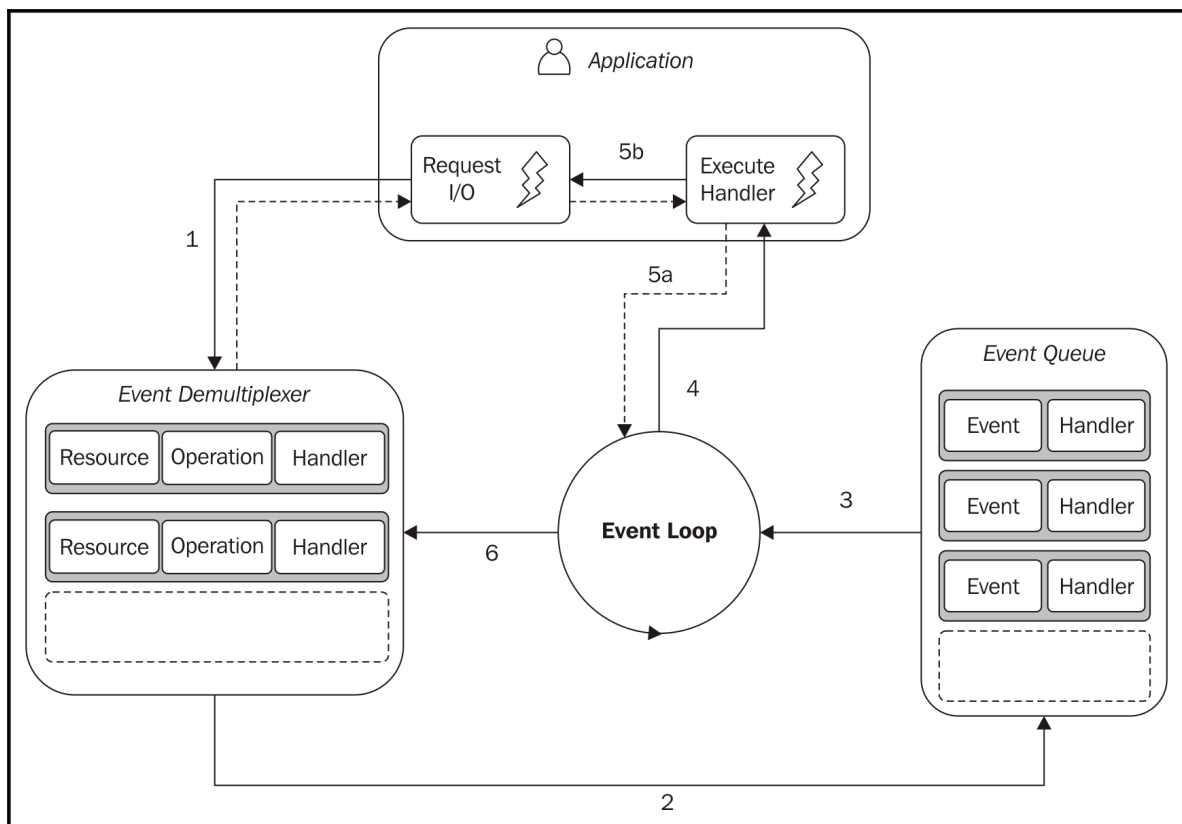 Application
Request
I/O
5b
Execute
Handler
1
5a
4
Event Demultiplexer
Resource Operation Handler
Resource Operation Handler
Event Loop
6
3
Event Queue
Event Handler
Event Handler
Event Handler
2